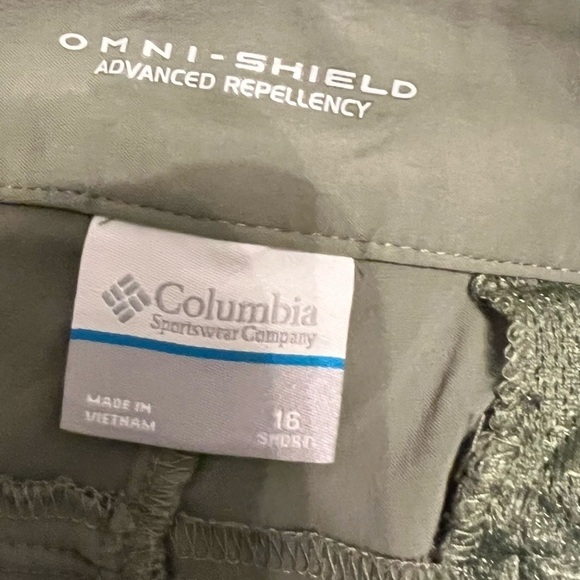 OMNI-SHIELD
ADVANCED REPELLENCY
Columbia
Sportswear Company
MADE IN
VIETNAM
16
SHORT